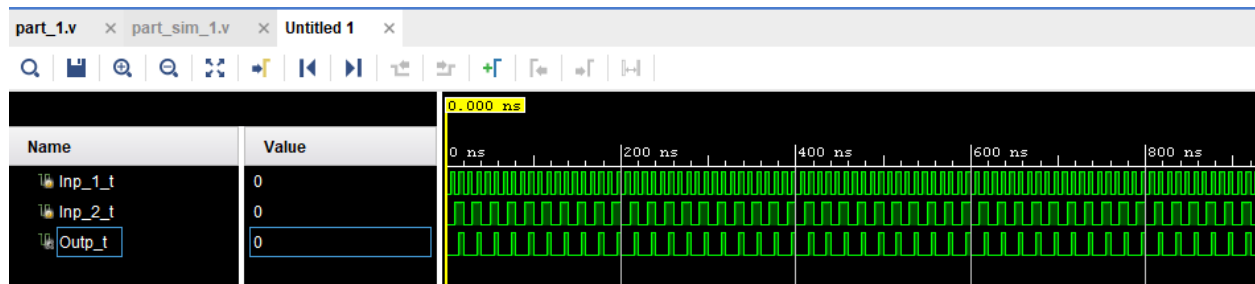 part_1.v × part_sim_1.v × Untitled 1 ×
0.000 ns
Name Value 0 ns 200 ns 400 ns 600 ns 800 ns
Inp_1_t 0
Inp_2_t 0
Outp_t 0